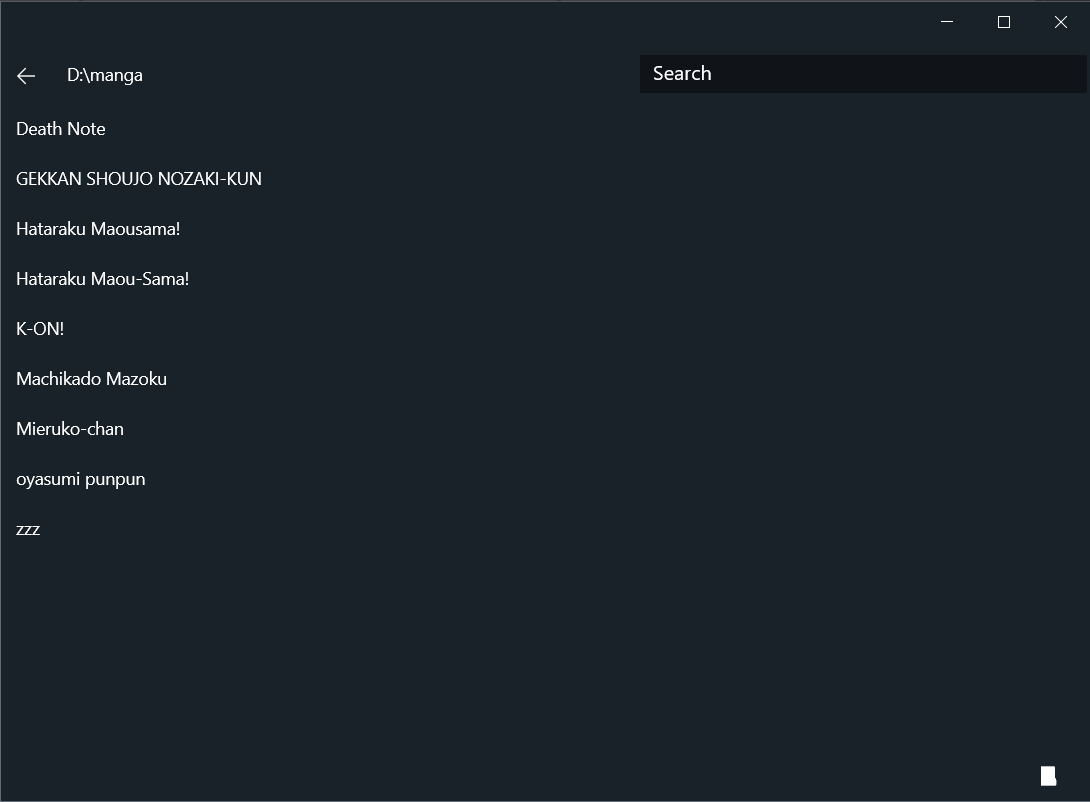 D:\manga
Search
Death Note
GEKKAN SHOUJO NOZAKI-KUN
Hataraku Maousama!
Hataraku Maou-Sama!
K-ON!
Machikado Mazoku
Mieruko-chan
oyasumi punpun
zzz